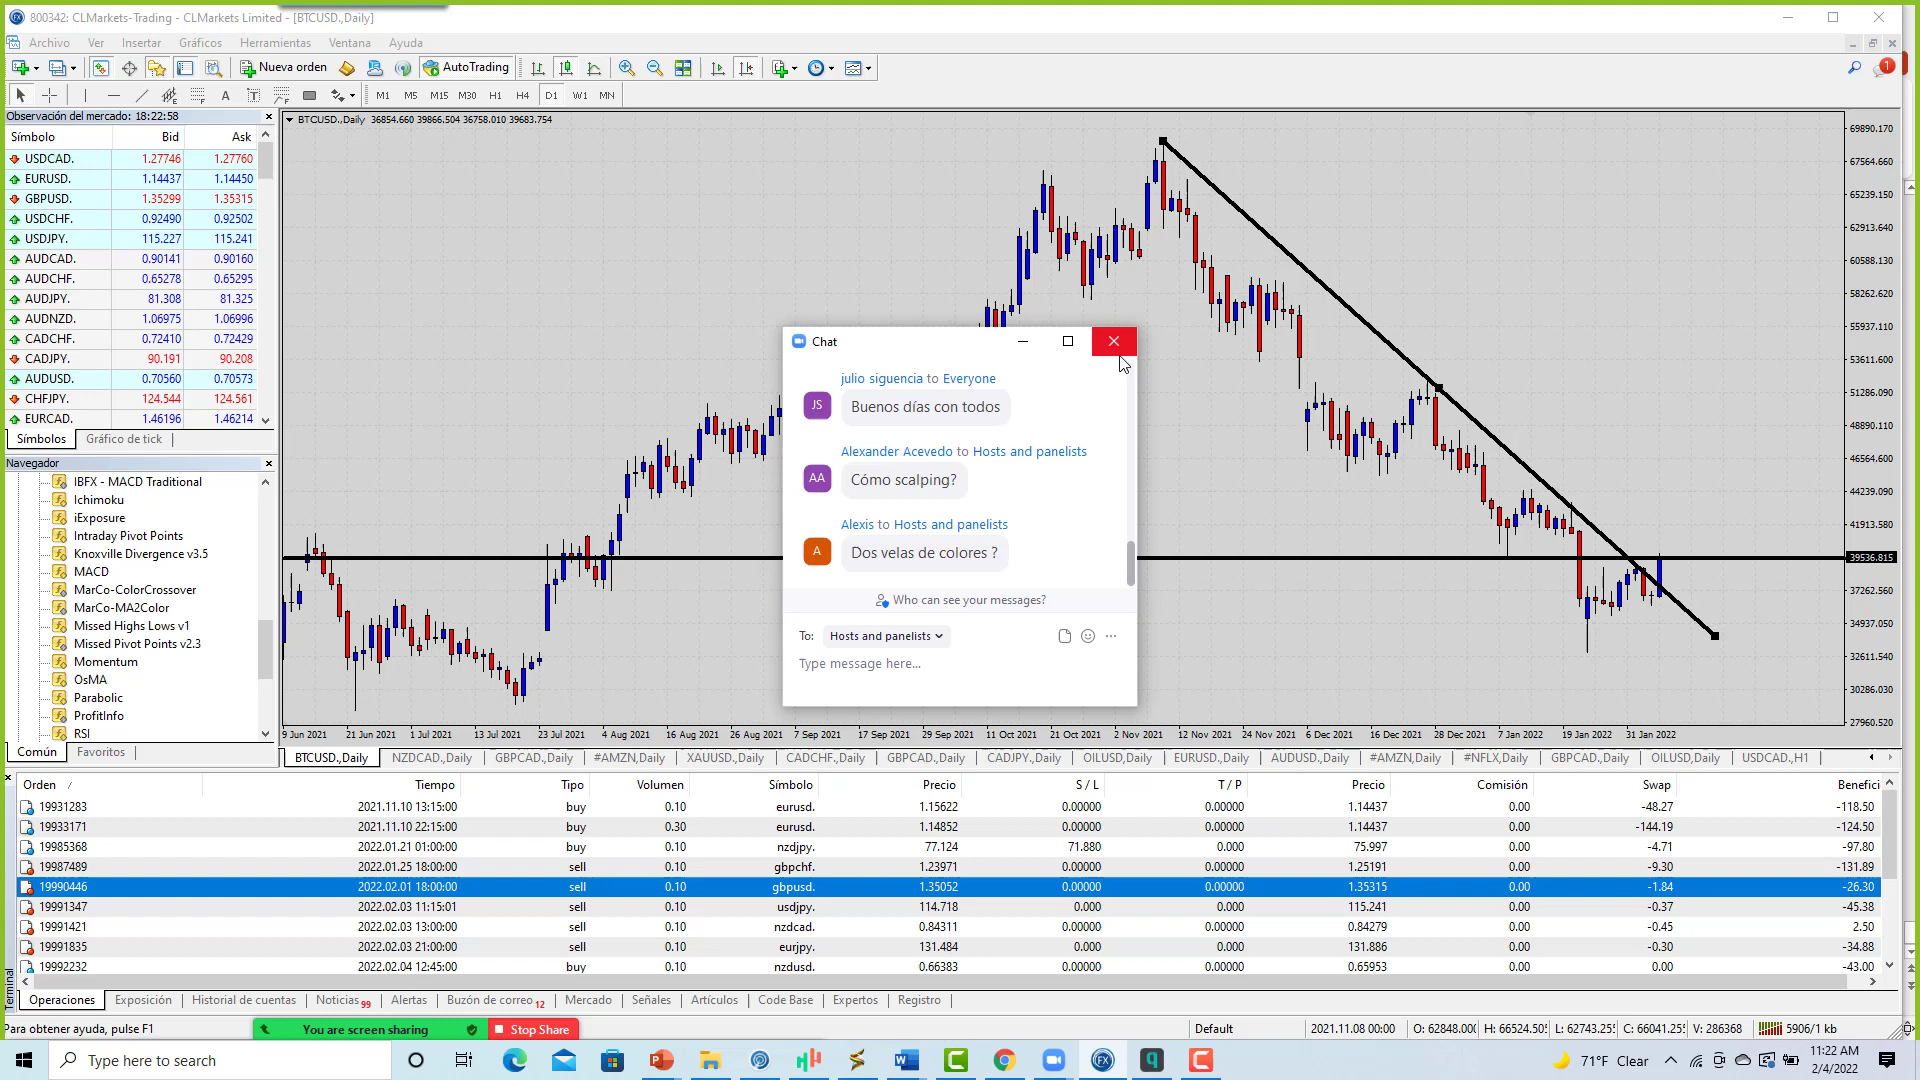 800342: CLMarkets-Trading - CLMarkets Limited - [BTCUSD.,Daily]
Archivo Ver Insertar Gráficos Herramientas Ventana Ayuda
Nueva orden AutoTrading 1
A T M1 M5 M15 M30 H1 H4 D1 W1 MN
Observación del mercado: 18:22:58
Símbolo Bid Ask
USDCAD. 1.27746 1.27760
EURUSD. 1.14437 1.14450
GBPUSD. 1.35299 1.35315
USDCHF. 0.92490 0.92502
USDJPY. 115.227 115.241
AUDCAD. 0.90141 0.90160
AUDCHF. 0.65278 0.65295
AUDJPY. 81.308 81.325
AUDNZD. 1.06975 1.06996
CADCHF. 0.72410 0.72429
CADJPY. 90.191 90.208
AUDUSD. 0.70560 0.70573
CHFJPY. 124.544 124.561
EURCAD. 1.46196 1.46214
Símbolos Gráfico de tick
Navegador
IBFX - MACD Traditional
Ichimoku
iExposure
Intraday Pivot Points
Knoxville Divergence v3.5
MACD
MarCo-ColorCrossover
MarCo-MA2Color
Missed Highs Lows v1
Missed Pivot Points v2.3
Momentum
OsMA
Parabolic
ProfitInfo
RSI
Común Favoritos
BTCUSD.,Daily 36854.660 39866.504 36758.010 39683.754
69890.170
67564.660
65239.150
62913.640
60588.130
58262.620
55937.110
53611.600
51286.090
48890.110
46564.600
44239.090
41913.580
39536.815
37262.560
34937.050
32611.540
30286.030
27960.520
9 Jun 2021 21 Jun 2021 1 Jul 2021 13 Jul 2021 23 Jul 2021 4 Aug 2021 16 Aug 2021 26 Aug 2021 7 Sep 2021 17 Sep 2021 29 Sep 2021 11 Oct 2021 21 Oct 2021 2 Nov 2021 12 Nov 2021 24 Nov 2021 6 Dec 2021 16 Dec 2021 28 Dec 2021 7 Jan 2022 19 Jan 2022 31 Jan 2022
Chat
julio siguencia to Everyone
JS Buenos días con todos
Alexander Acevedo to Hosts and panelists
AA Cómo scalping?
Alexis to Hosts and panelists
A Dos velas de colores ?
Who can see your messages?
To: Hosts and panelists
Type message here...
BTCUSD.,Daily NZDCAD.,Daily GBPCAD.,Daily #AMZN,Daily XAUUSD.,Daily CADCHF.,Daily GBPCAD.,Daily CADJPY.,Daily OILUSD,Daily EURUSD.,Daily AUDUSD.,Daily #AMZN,Daily #NFLX,Daily GBPCAD.,Daily OILUSD,Daily USDCAD.,H1
Orden / Tiempo Tipo Volumen Símbolo Precio S / L T / P Precio Comisión Swap Benefici
19931283 2021.11.10 13:15:00 buy 0.10 eurusd. 1.15622 0.00000 0.00000 1.14437 0.00 -48.27 -118.50
19933171 2021.11.10 22:15:00 buy 0.30 eurusd. 1.14852 0.00000 0.00000 1.14437 0.00 -144.19 -124.50
19985368 2022.01.21 01:00:00 buy 0.10 nzdjpy. 77.124 71.880 0.000 75.997 0.00 -4.71 -97.80
19987489 2022.01.25 18:00:00 sell 0.10 gbpchf. 1.23971 0.00000 0.00000 1.25191 0.00 -9.30 -131.89
19990446 2022.02.01 18:00:00 sell 0.10 gbpusd. 1.35052 0.00000 0.00000 1.35315 0.00 -1.84 -26.30
19991347 2022.02.03 11:15:01 sell 0.10 usdjpy. 114.718 0.000 0.000 115.241 0.00 -0.37 -45.38
19991421 2022.02.03 13:00:00 sell 0.10 nzdcad. 0.84311 0.00000 0.00000 0.84279 0.00 -0.45 2.50
19991835 2022.02.03 21:00:00 sell 0.10 eurjpy. 131.484 0.000 0.000 131.886 0.00 -0.30 -34.88
19992232 2022.02.04 12:45:00 buy 0.10 nzdusd. 0.66383 0.00000 0.00000 0.65953 0.00 0.00 -43.00
Terminal
Operaciones Exposición Historial de cuentas Noticias 99 Alertas Buzón de correo 12 Mercado Señales Artículos Code Base Expertos Registro
Para obtener ayuda, pulse F1 You are screen sharing Stop Share Default 2021.11.08 00:00 O: 62848.00 H: 66524.50 L: 62743.25 C: 66041.25 V: 286368 5906/1 kb
Type here to search 71°F Clear 11:22 AM
2/4/2022